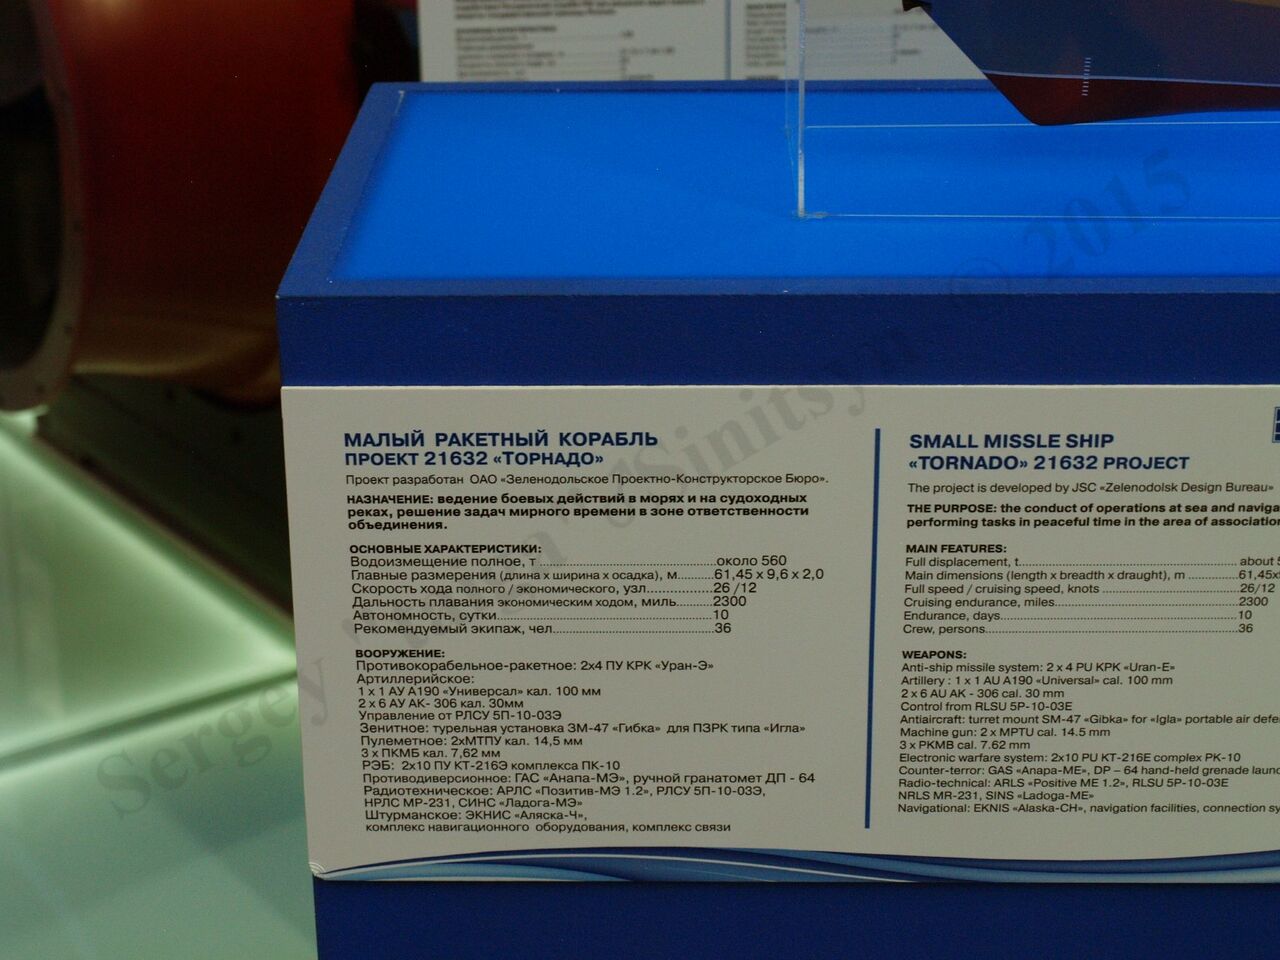 МАЛЫЙ РАКЕТНЫЙ КОРАБЛЬ
ПРОЕКТ 21632 «ТОРНАДО»
Проект разработан ОАО «Зеленодольское Проектно-Конструкторское Бюро».
НАЗНАЧЕНИЕ: ведение боевых действий в морях и на судоходных
реках, решение задач мирного времени в зоне ответственности
объединения.
ОСНОВНЫЕ ХАРАКТЕРИСТИКИ:
Водоизмещение полное, т ........ около 560
Главные размерения (длина х ширина х осадка), м.........61,45 х 9,6 х 2,0
Скорость хода полного / экономического, узл.........26 /12
Дальность плавания экономическим ходом, миль.........2300
Автономность, сутки.........10
Рекомендуемый экипаж, чел.........36
ВООРУЖЕНИЕ:
Противокорабельное-ракетное: 2х4 ПУ КРК «Уран-Э»
Артиллерийское:
1 х 1 АУ А190 «Универсал» кал. 100 мм
2 х 6 АУ АК- 306 кал. 30мм
Управление от РЛСУ 5П-10-03Э
Зенитное: турельная установка 3М-47 «Гибка» для ПЗРК типа «Игла»
Пулеметное: 2хМТПУ кал. 14,5 мм
3 х ПКМБ кал. 7,62 мм
РЭБ: 2х10 ПУ КТ-216Э комплекса ПК-10
Противодиверсионное: ГАС «Анапа-МЭ», ручной гранатомет ДП - 64
Радиотехническое: АРЛС «Позитив-МЭ 1.2», РЛСУ 5П-10-03Э,
НРЛС МР-231, СИНС «Ладога-МЭ»
Штурманское: ЭКНИС «Аляска-Ч»,
комплекс навигационного оборудования, комплекс связи
SMALL MISSLE SHIP
«TORNADO» 21632 PROJECT
The project is developed by JSC «Zelenodolsk Design Bureau»
THE PURPOSE: the conduct of operations at sea and naviga
performing tasks in peaceful time in the area of association
MAIN FEATURES:
Full displacement, t......... about 5
Main dimensions (length x breadth x draught), m .........61,45x
Full speed / cruising speed, knots .........26/12
Cruising endurance, miles.........2300
Endurance, days.........10
Crew, persons.........36
WEAPONS:
Anti-ship missile system: 2 x 4 PU KPK «Uran-E»
Artillery : 1 x 1 AU A190 «Universal» cal. 100 mm
2 x 6 AU AK - 306 cal. 30 mm
Control from RLSU 5P-10-03E
Antiaircraft: turret mount SM-47 «Gibka» for «Igla» portable air defen
Machine gun: 2 x MPTU cal. 14.5 mm
3 x PKMB cal. 7.62 mm
Electronic warfare system: 2x10 PU KT-216E complex PK-10
Counter-terror: GAS «Anapa-ME», DP – 64 hand-held grenade launc
Radio-technical: ARLS «Positive ME 1.2», RLSU 5P-10-03E
NRLS MR-231, SINS «Ladoga-ME»
Navigational: EKNIS «Alaska-CH», navigation facilities, connection sy
Sergey Sinitsyn © 2015